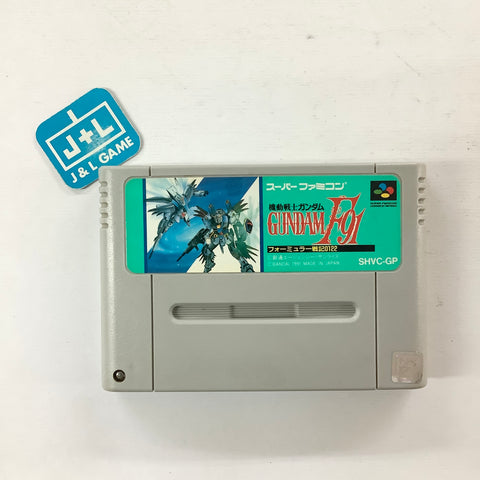 J+L
J & L GAME
スーパーファミコン
機動戦士ガンダム
GUNDAM F91
フォーミュラー戦記0122
©BANDAI 1991 MADE IN JAPAN
SHVC-GP